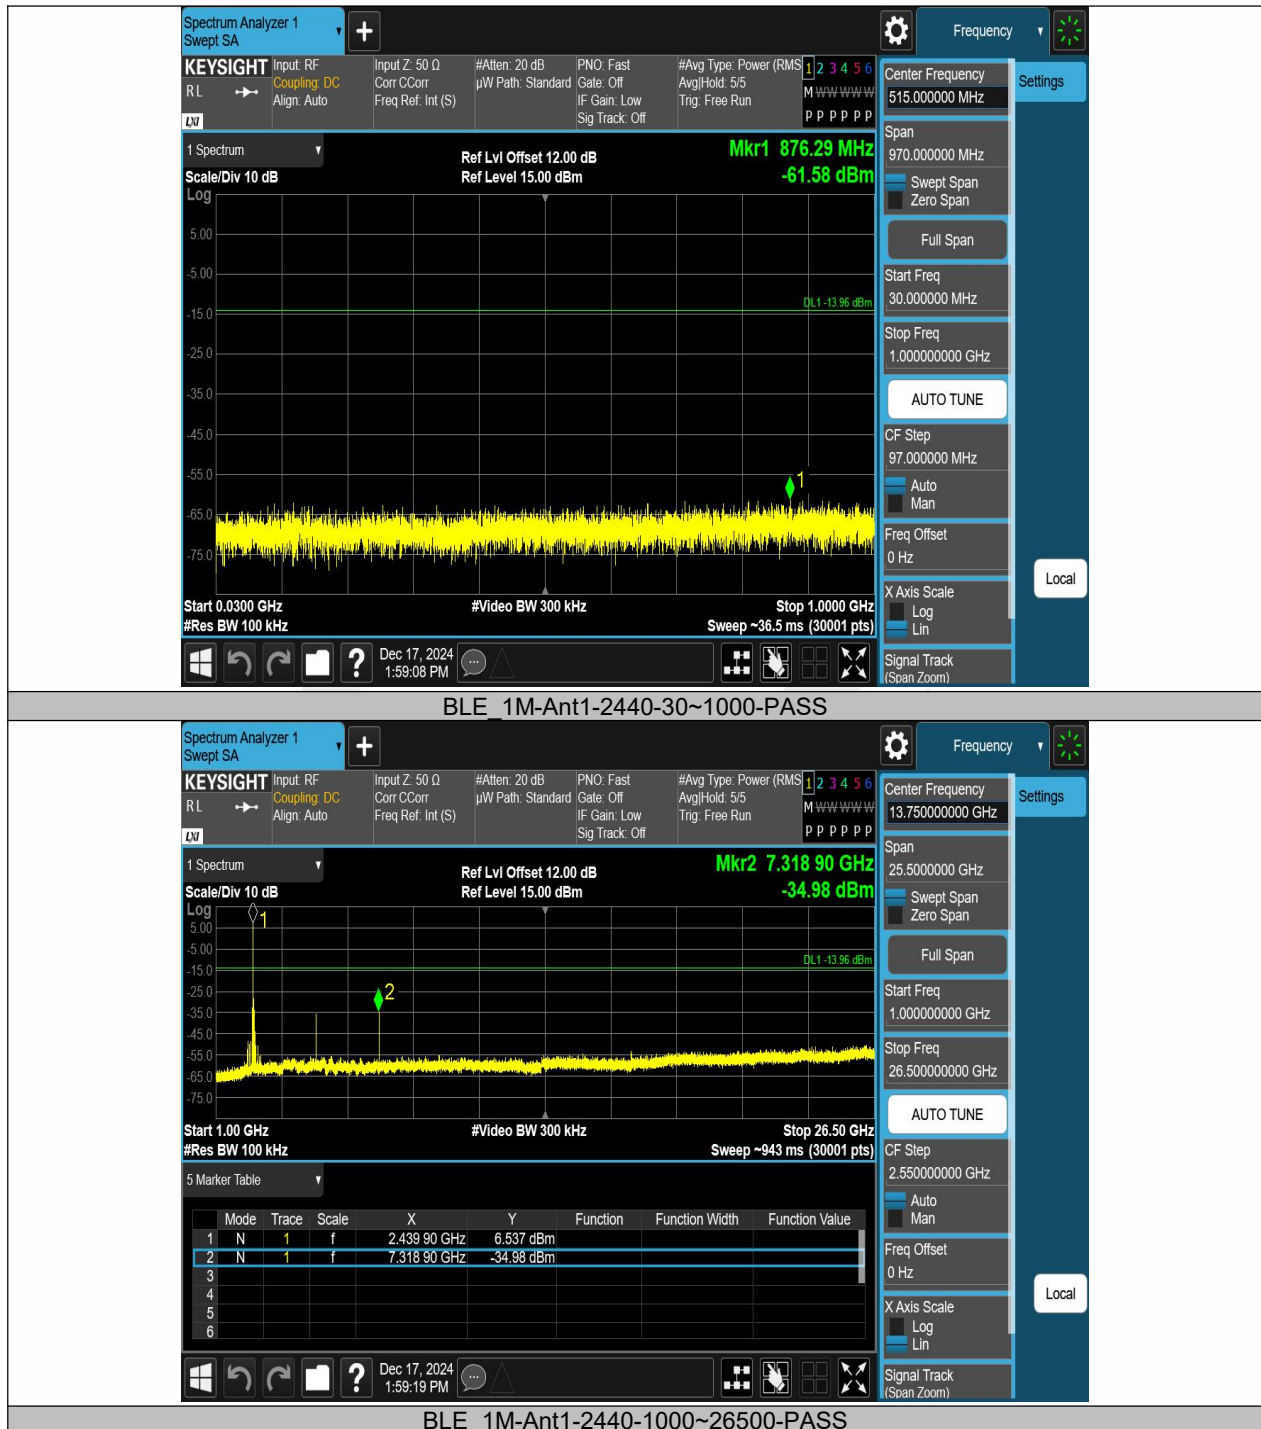 Spectrum Analyzer 1
Swept SA
+
Frequency
KEYSIGHT
R L
LXI
Input: RF
Coupling: DC
Align: Auto
Input Z: 50 Ω
Corr CCorr
Freq Ref: Int (S)
#Atten: 20 dB
µW Path: Standard
PNO: Fast
Gate: Off
IF Gain: Low
Sig Track: Off
#Avg Type: Power (RMS
Avg|Hold: 5/5
Trig: Free Run
1 2 3 4 5 6
M W W W W W
P P P P P P
1 Spectrum
Scale/Div 10 dB
Log
Ref Lvl Offset 12.00 dB
Ref Level 15.00 dBm
Mkr1 876.29 MHz
-61.58 dBm
5.00
-5.00
-15.0
-25.0
-35.0
-45.0
-55.0
-65.0
-75.0
DL1 -13.96 dBm
1
Start 0.0300 GHz
#Res BW 100 kHz
#Video BW 300 kHz
Stop 1.0000 GHz
Sweep ~36.5 ms (30001 pts)
?
Dec 17, 2024
1:59:08 PM
Center Frequency
515.000000 MHz
Span
970.000000 MHz
Swept Span
Zero Span
Full Span
Start Freq
30.000000 MHz
Stop Freq
1.000000000 GHz
AUTO TUNE
CF Step
97.000000 MHz
Auto
Man
Freq Offset
0 Hz
X Axis Scale
Log
Lin
Signal Track
(Span Zoom)
Settings
Local
BLE_1M-Ant1-2440-30~1000-PASS
Spectrum Analyzer 1
Swept SA
+
Frequency
KEYSIGHT
R L
LXI
Input: RF
Coupling: DC
Align: Auto
Input Z: 50 Ω
Corr CCorr
Freq Ref: Int (S)
#Atten: 20 dB
µW Path: Standard
PNO: Fast
Gate: Off
IF Gain: Low
Sig Track: Off
#Avg Type: Power (RMS
Avg|Hold: 5/5
Trig: Free Run
1 2 3 4 5 6
M W W W W W
P P P P P P
1 Spectrum
Scale/Div 10 dB
Log
Ref Lvl Offset 12.00 dB
Ref Level 15.00 dBm
Mkr2 7.318 90 GHz
-34.98 dBm
5.00
-5.00
-15.0
-25.0
-35.0
-45.0
-55.0
-65.0
-75.0
1
2
DL1 -13.96 dBm
Start 1.00 GHz
#Res BW 100 kHz
#Video BW 300 kHz
Stop 26.50 GHz
Sweep ~943 ms (30001 pts)
5 Marker Table
Mode Trace Scale X Y Function Function Width Function Value
1 N 1 f 2.439 90 GHz 6.537 dBm
2 N 1 f 7.318 90 GHz -34.98 dBm
3
4
5
6
?
Dec 17, 2024
1:59:19 PM
Center Frequency
13.750000000 GHz
Span
25.5000000 GHz
Swept Span
Zero Span
Full Span
Start Freq
1.000000000 GHz
Stop Freq
26.500000000 GHz
AUTO TUNE
CF Step
2.550000000 GHz
Auto
Man
Freq Offset
0 Hz
X Axis Scale
Log
Lin
Signal Track
(Span Zoom)
Settings
Local
BLE_1M-Ant1-2440-1000~26500-PASS